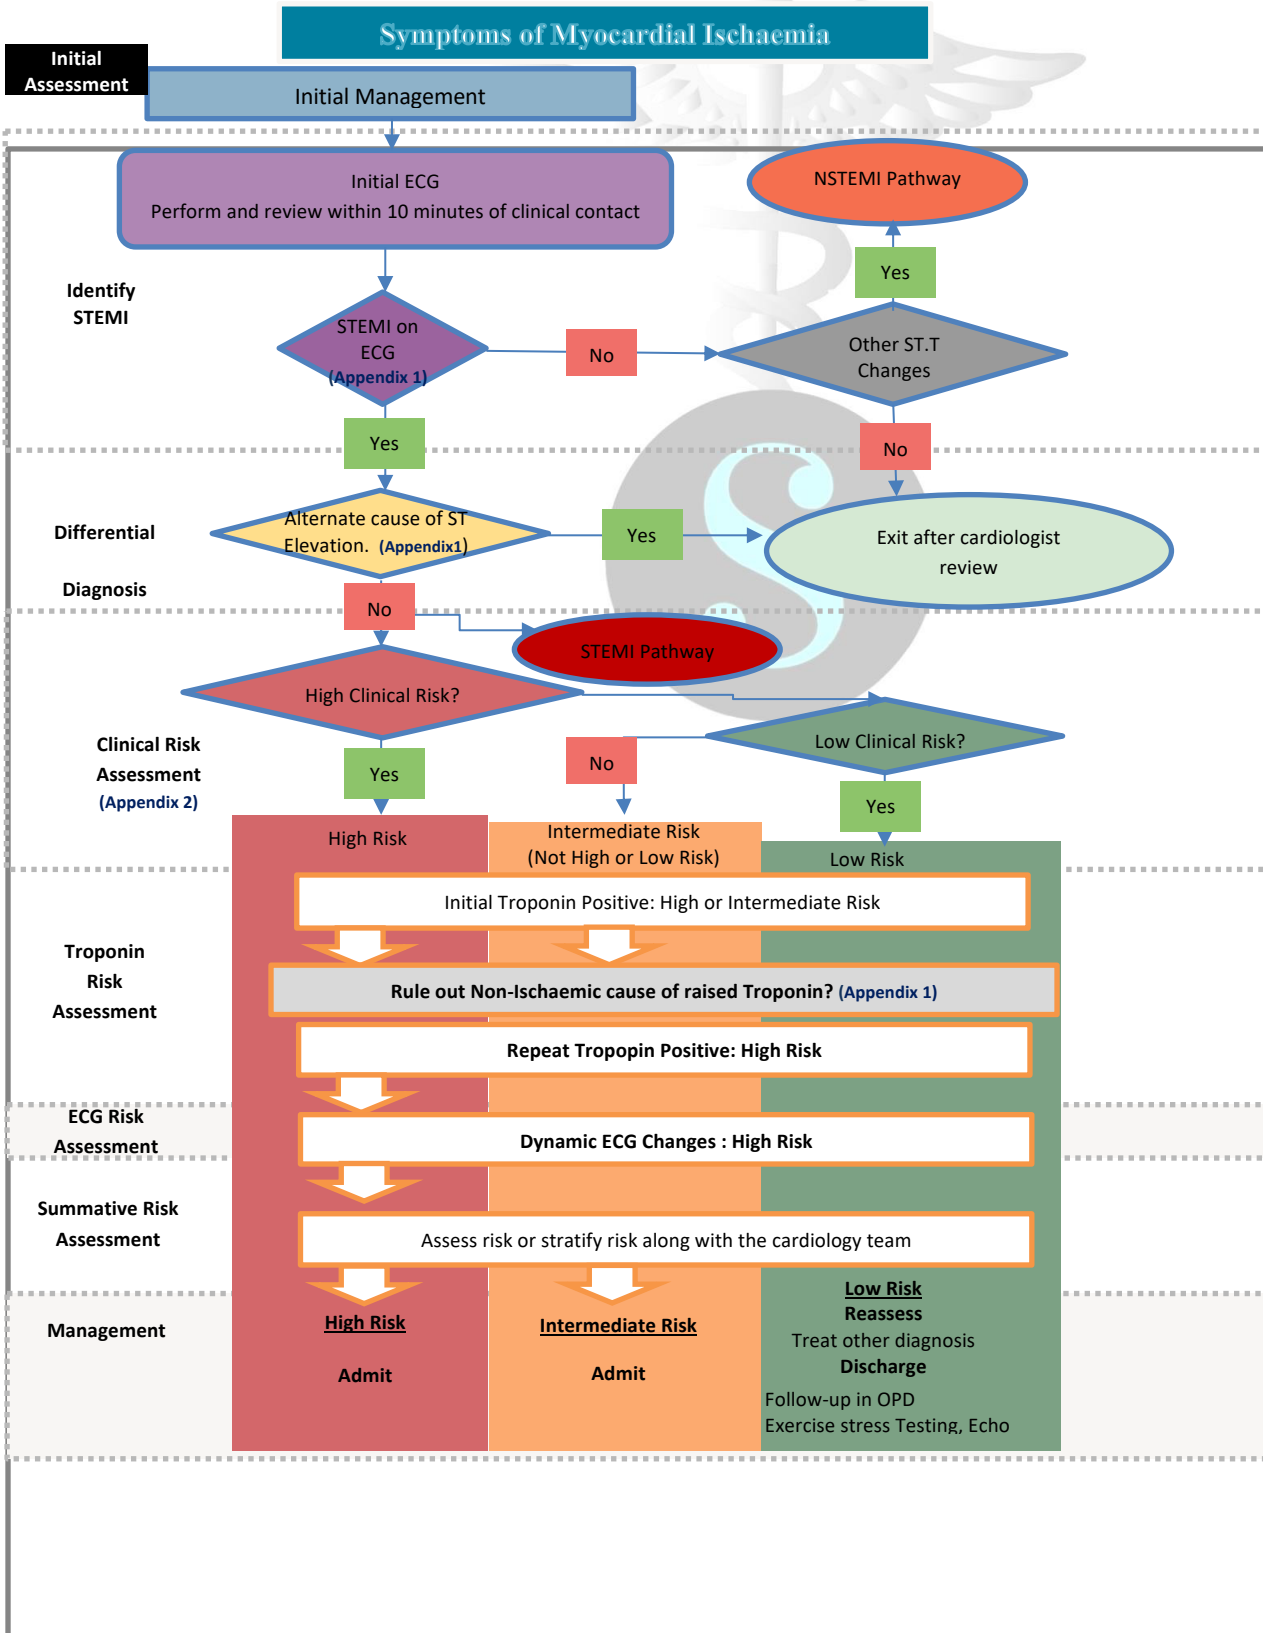 Symptoms of Myocardial Ischaemia
Initial
Assessment
Initial Management
Initial ECG
Perform and review within 10 minutes of clinical contact
NSTEMI Pathway
Yes
Identify
STEMI
STEMI on
ECG
(Appendix 1)
No
Other ST.T
Changes
Yes
No
Differential
Diagnosis
Alternate cause of ST
Elevation. (Appendix1)
Yes
Exit after cardiologist
review
No
STEMI Pathway
High Clinical Risk?
Low Clinical Risk?
Clinical Risk
Assessment
(Appendix 2)
Yes
No
Yes
High Risk
Intermediate Risk
(Not High or Low Risk)
Low Risk
Initial Troponin Positive: High or Intermediate Risk
Troponin
Risk
Assessment
Rule out Non-Ischaemic cause of raised Troponin? (Appendix 1)
Repeat Tropopin Positive: High Risk
ECG Risk
Assessment
Dynamic ECG Changes : High Risk
Summative Risk
Assessment
Assess risk or stratify risk along with the cardiology team
Management
High Risk
Admit
Intermediate Risk
Admit
Low Risk
Reassess
Treat other diagnosis
Discharge
Follow-up in OPD
Exercise stress Testing, Echo